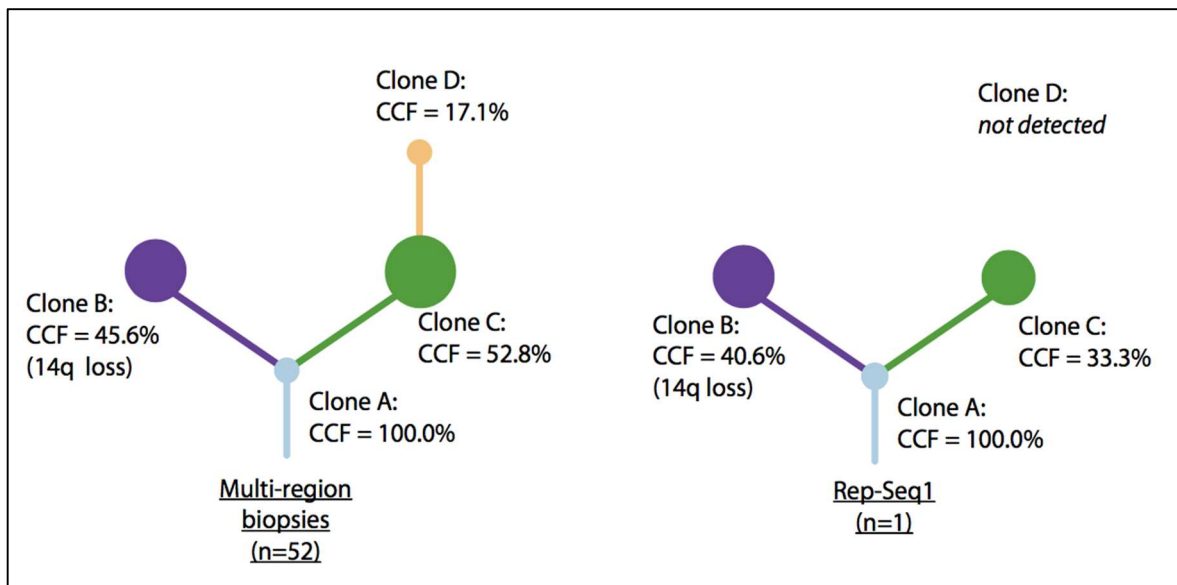 Clone D:
CCF = 17.1%
Clone B:
CCF = 45.6%
(14q loss)
Clone C:
CCF = 52.8%
Clone A:
CCF = 100.0%
Multi-region
biopsies
(n=52)
Clone D:
not detected
Clone B:
CCF = 40.6%
(14q loss)
Clone C:
CCF = 33.3%
Clone A:
CCF = 100.0%
Rep-Seq1
(n=1)